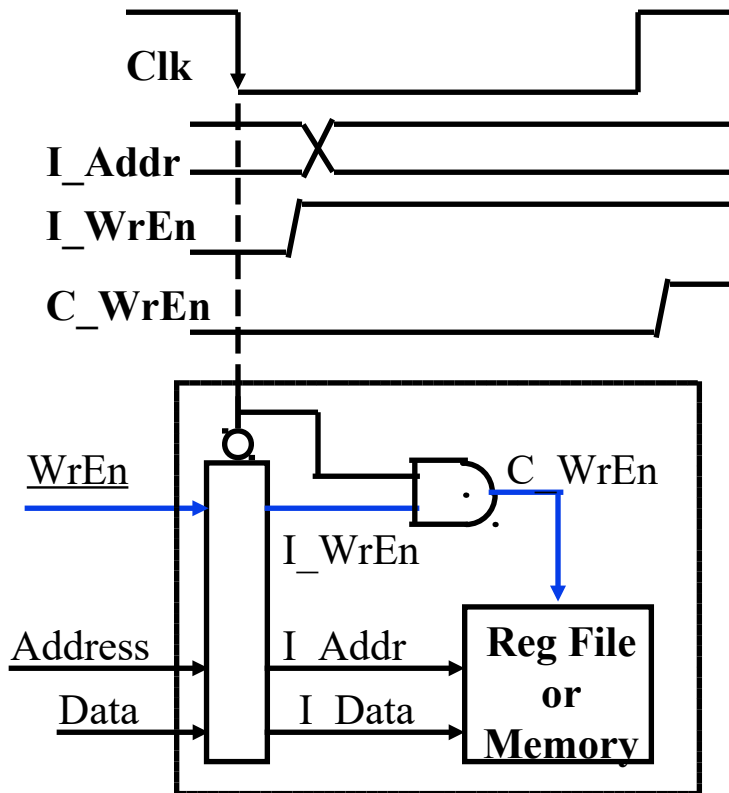 Clk
I_Addr
I_WrEn
C_WrEn
WrEn
C_WrEn
I_WrEn
Address
I_Addr
Data
I_Data
Reg File
or
Memory